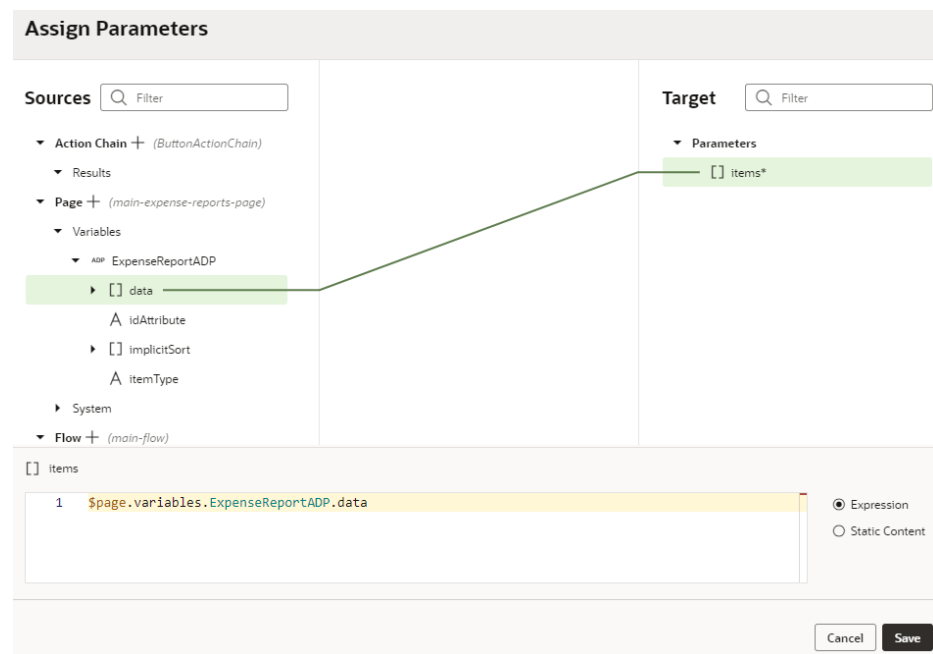 Assign Parameters
Sources
Filter
Target
Filter
Action Chain + (ButtonActionChain)
Parameters
Results
[] items*
Page + (main-expense-reports-page)
Variables
ADP ExpenseReportADP
[] data
A idAttribute
[] implicitSort
A itemType
System
Flow + (main-flow)
[] items
1 $page.variables.ExpenseReportADP.data
Expression
Static Content
Cancel
Save